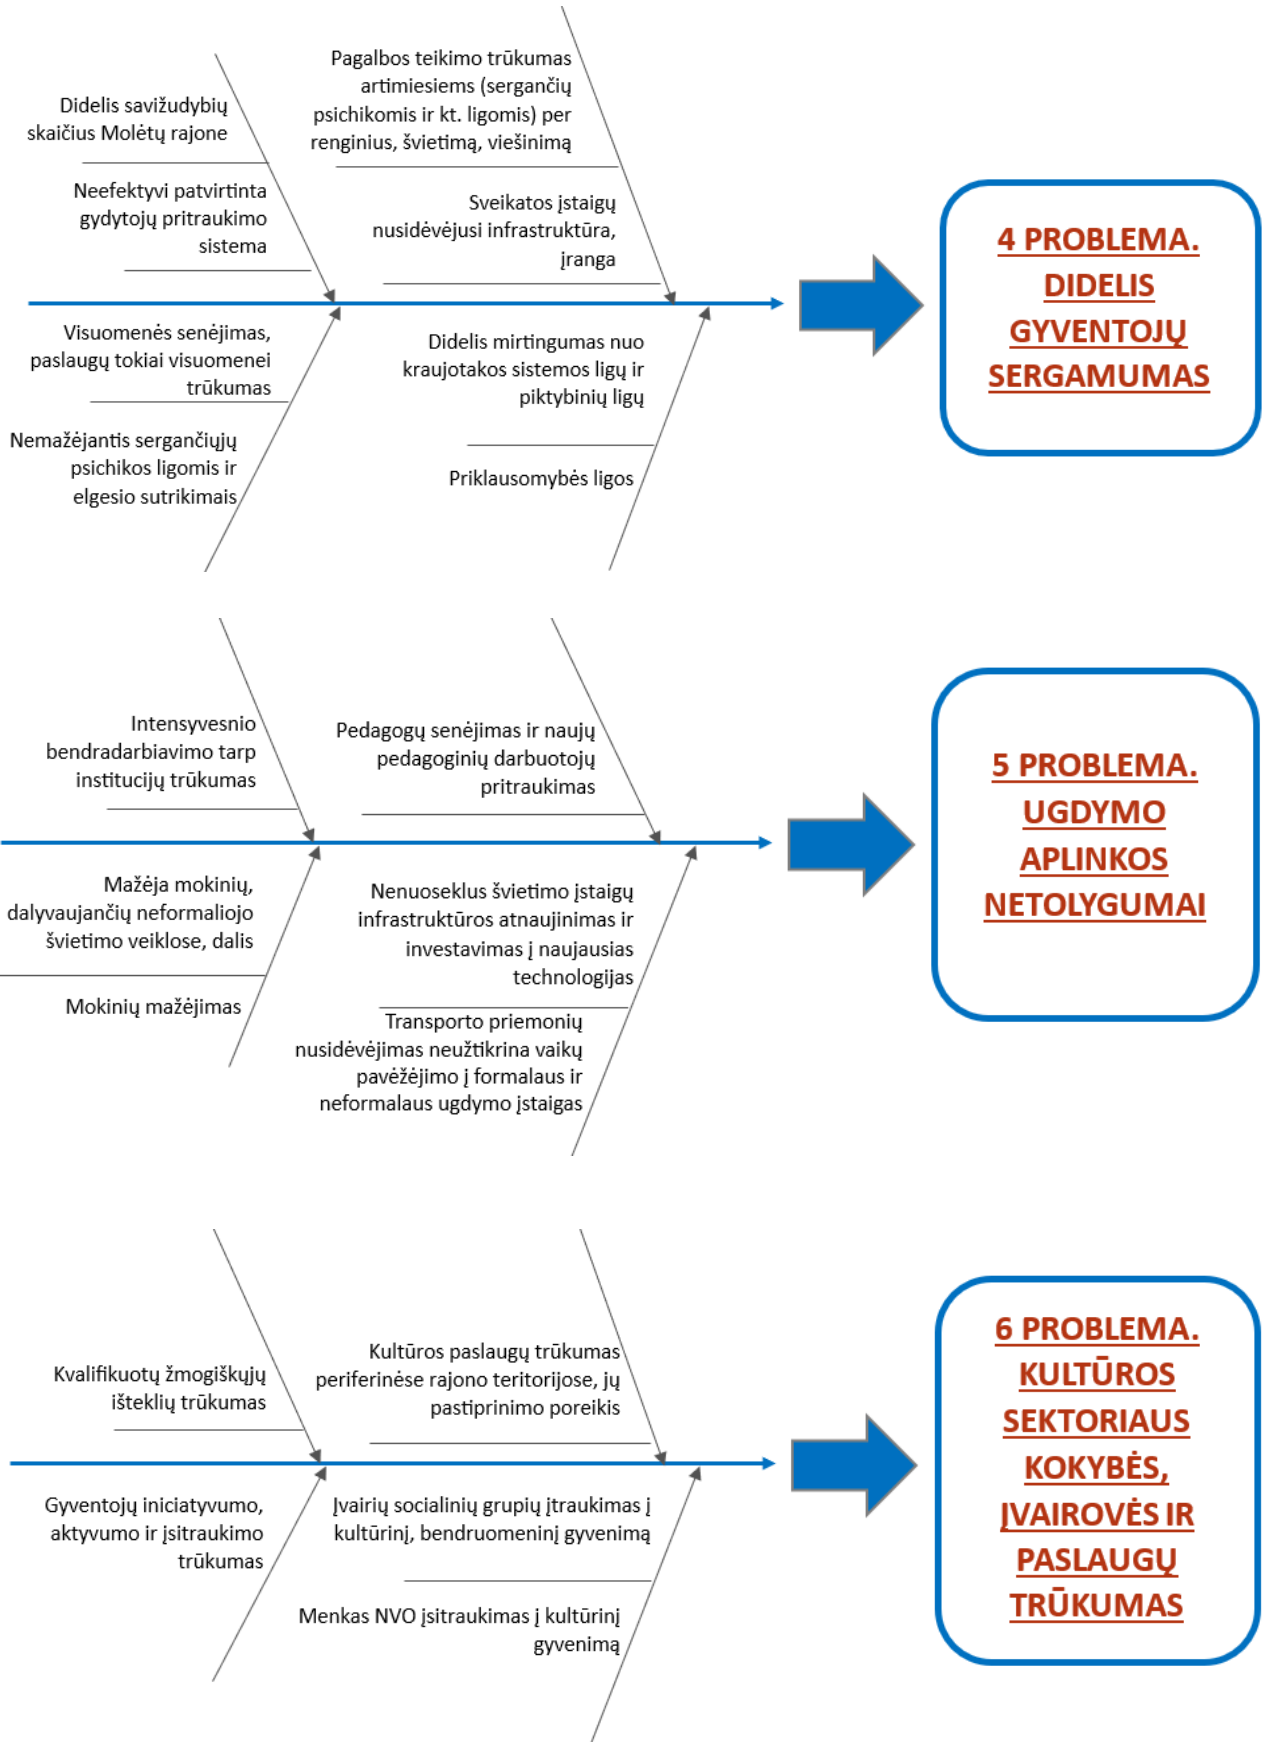 Didelis savižudybių
skaičius Molėtų rajone
Neefektyvi patvirtinta
gydytojų pritraukimo
sistema
Pagalbos teikimo trūkumas
artimiesiems (sergančių
psichikomis ir kt. ligomis) per
renginius, švietimą, viešinimą
Sveikatos įstaigų
nusidėvėjusi infrastruktūra,
įranga
Visuomenės senėjimas,
paslaugų tokiai visuomenei
trūkumas
Nemažėjantis sergančiųjų
psichikos ligomis ir
elgesio sutrikimais
Didelis mirtingumas nuo
kraujotakos sistemos ligų ir
piktybinių ligų
Priklausomybės ligos
4 PROBLEMA.
DIDELIS
GYVENTOJŲ
SERGAMUMAS
Intensyvesnio
bendradarbiavimo tarp
institucijų trūkumas
Pedagogų senėjimas ir naujų
pedagoginių darbuotojų
pritraukimas
Mažėja mokinių,
dalyvaujančių neformaliojo
švietimo veiklose, dalis
Mokinių mažėjimas
Nenuoseklus švietimo įstaigų
infrastruktūros atnaujinimas ir
investavimas į naujausias
technologijas
Transporto priemonių
nusidėvėjimas neužtikrina vaikų
pavėžėjimo į formalaus ir
neformalaus ugdymo įstaigas
5 PROBLEMA.
UGDYMO
APLINKOS
NETOLYGUMAI
Kvalifikuotų žmogiškųjų
išteklių trūkumas
Kultūros paslaugų trūkumas
periferinėse rajono teritorijose, jų
pastiprinimo poreikis
Gyventojų iniciatyvumo,
aktyvumo ir įsitraukimo
trūkumas
Įvairių socialinių grupių įtraukimas į
kultūrinį, bendruomeninį gyvenimą
Menkas NVO įsitraukimas į kultūrinį
gyvenimą
6 PROBLEMA.
KULTŪROS
SEKTORIAUS
KOKYBĖS,
ĮVAIROVĖS IR
PASLAUGŲ
TRŪKUMAS